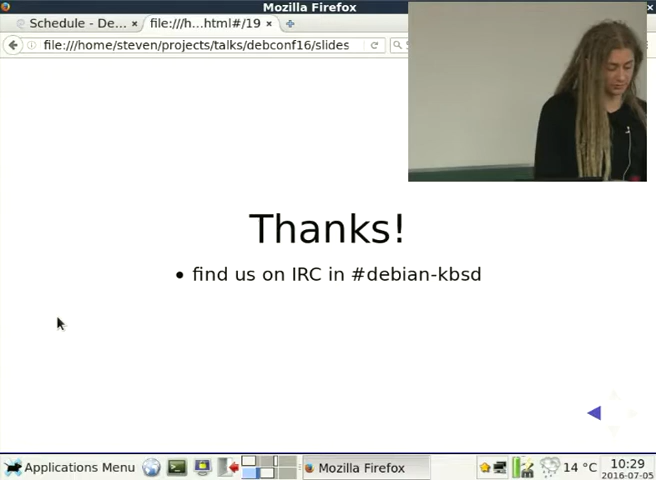 Mozilla Firefox
Schedule - De...
file:///h...html#/19
file:///home/steven/projects/talks/debconf16/slides
Thanks!
• find us on IRC in #debian-kbsd
Applications Menu
Mozilla Firefox
14 °C
10:29
2016-07-05